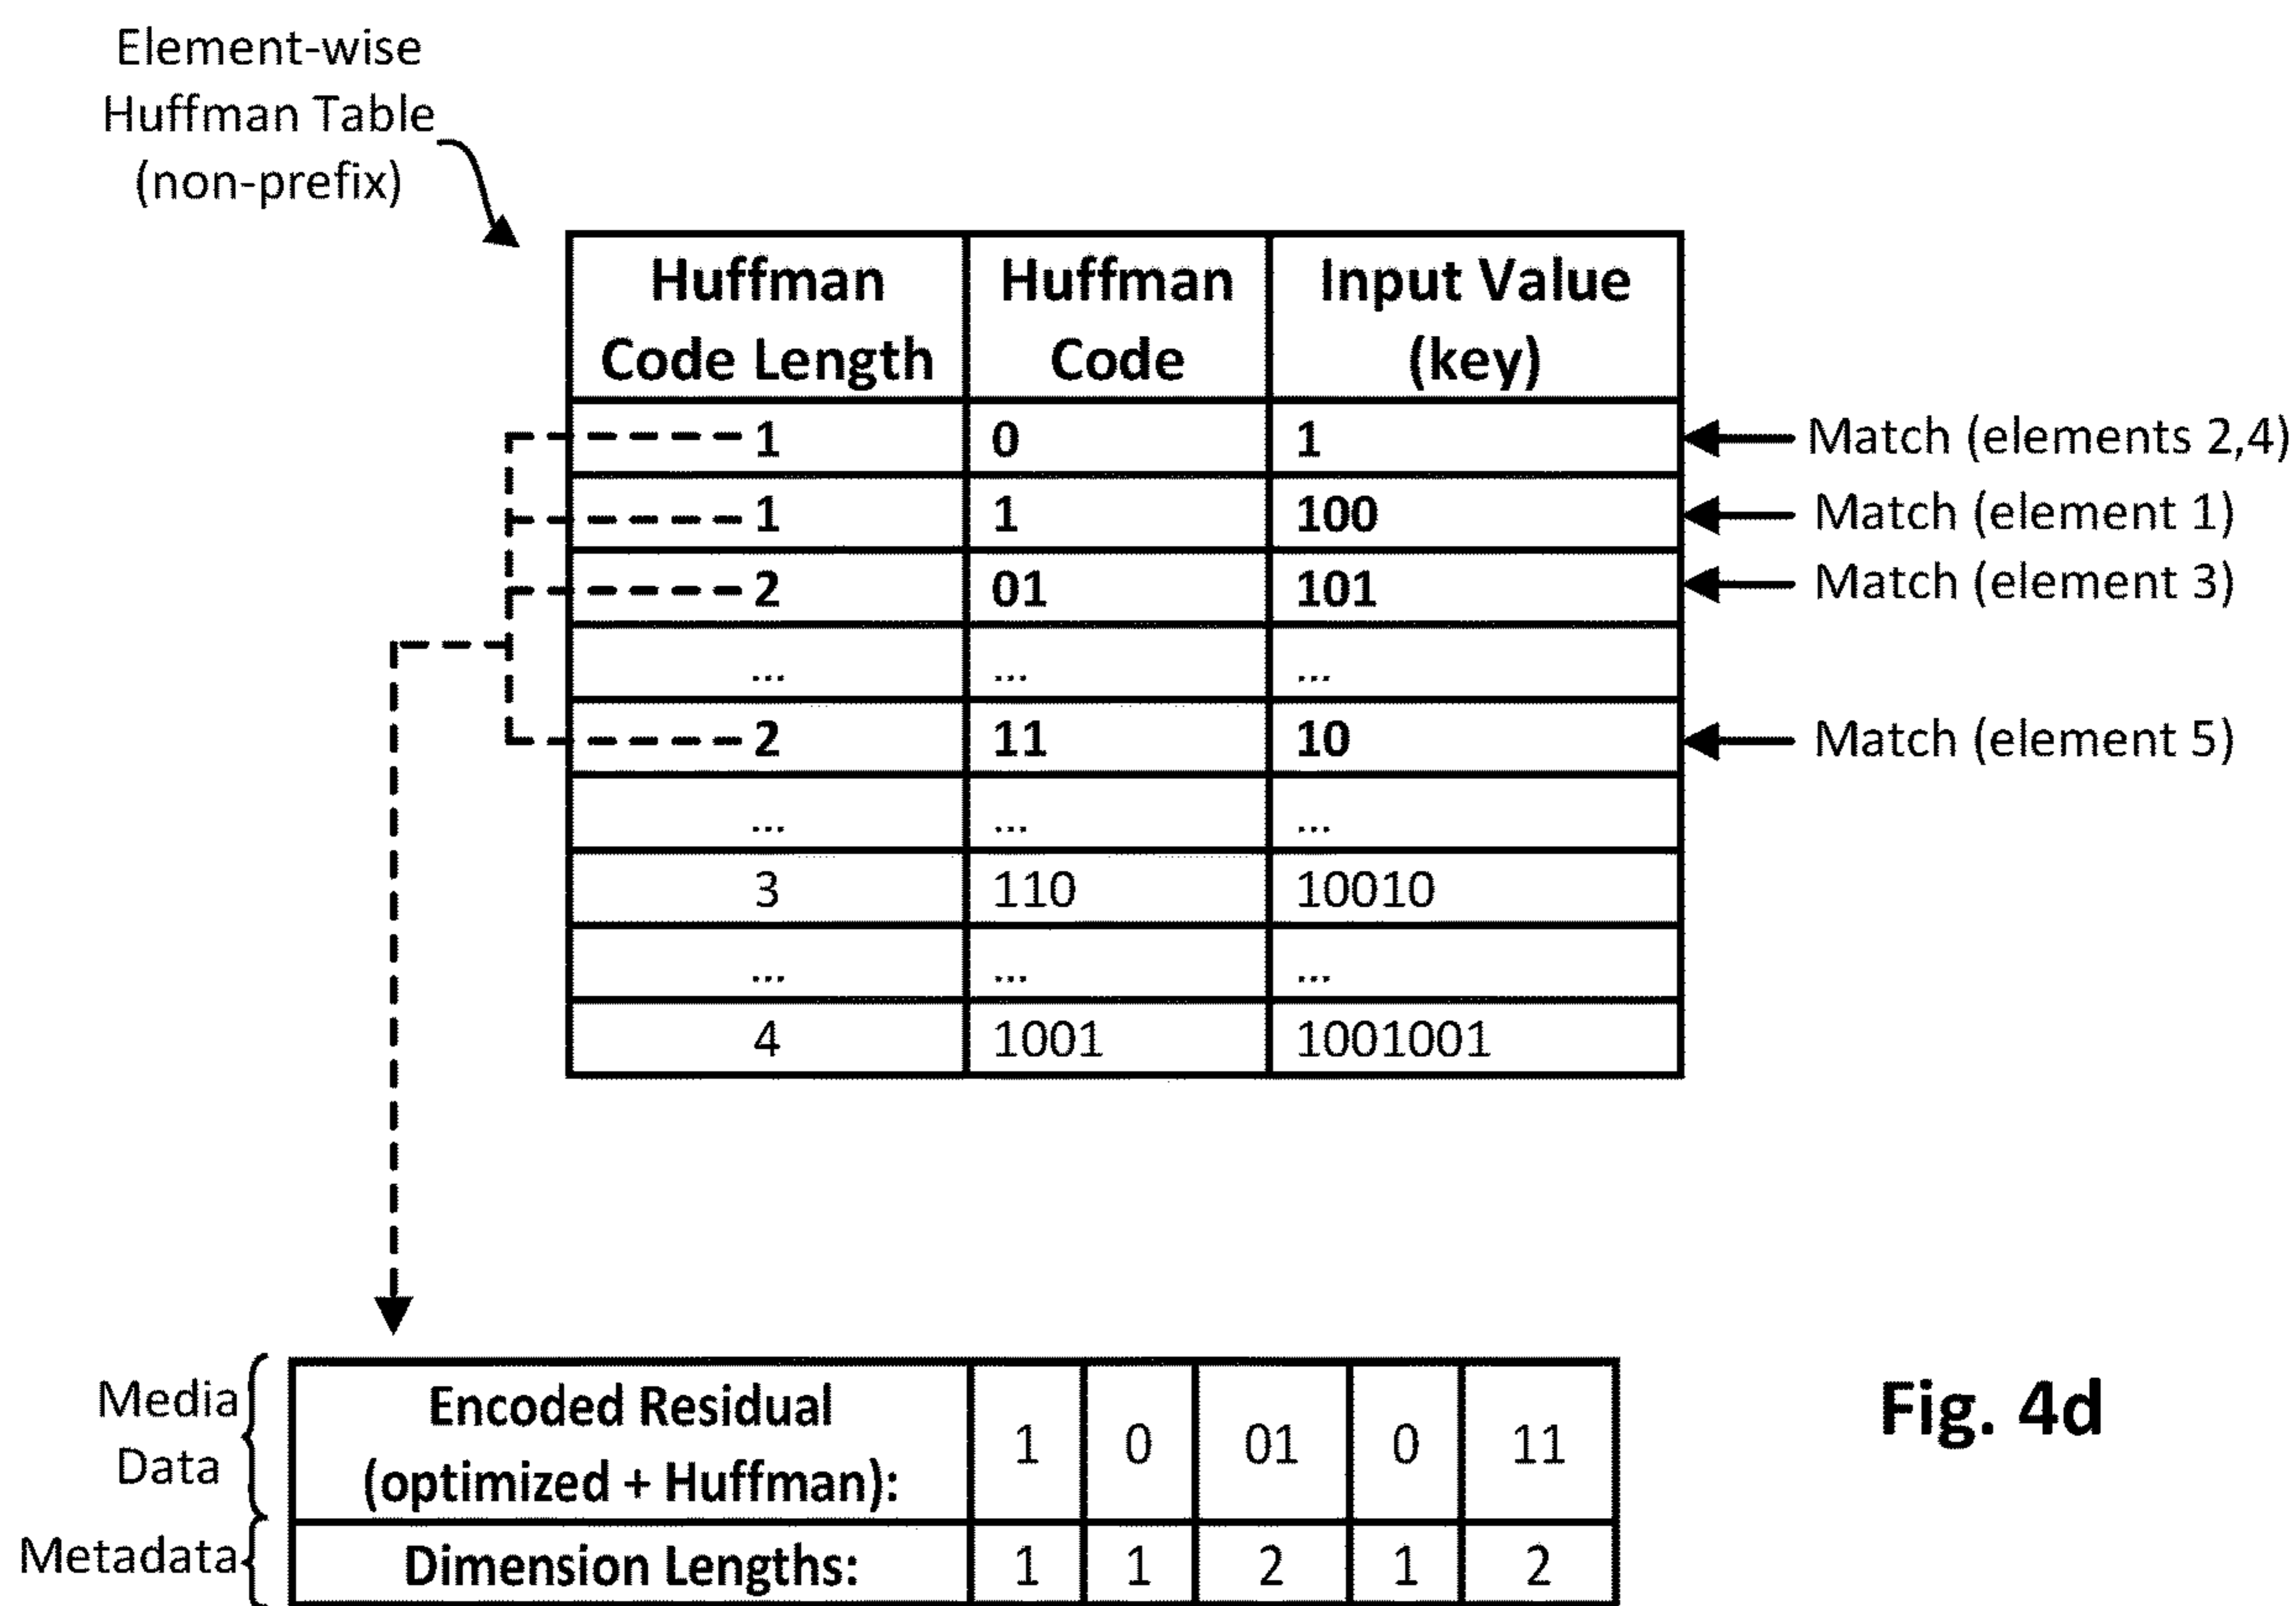 Element-wise
Huffman Table
(non-prefix)
Huffman Code Length Huffman Code Input Value (key)
1 0 1 Match (elements 2,4)
1 1 100 Match (element 1)
2 01 101 Match (element 3)
... ... ...
2 11 10 Match (element 5)
... ... ...
3 110 10010
... ... ...
4 1001 1001001
Media
Data
Encoded Residual
(optimized + Huffman): 1 0 01 0 11
Metadata Dimension Lengths: 1 1 2 1 2
Fig. 4d